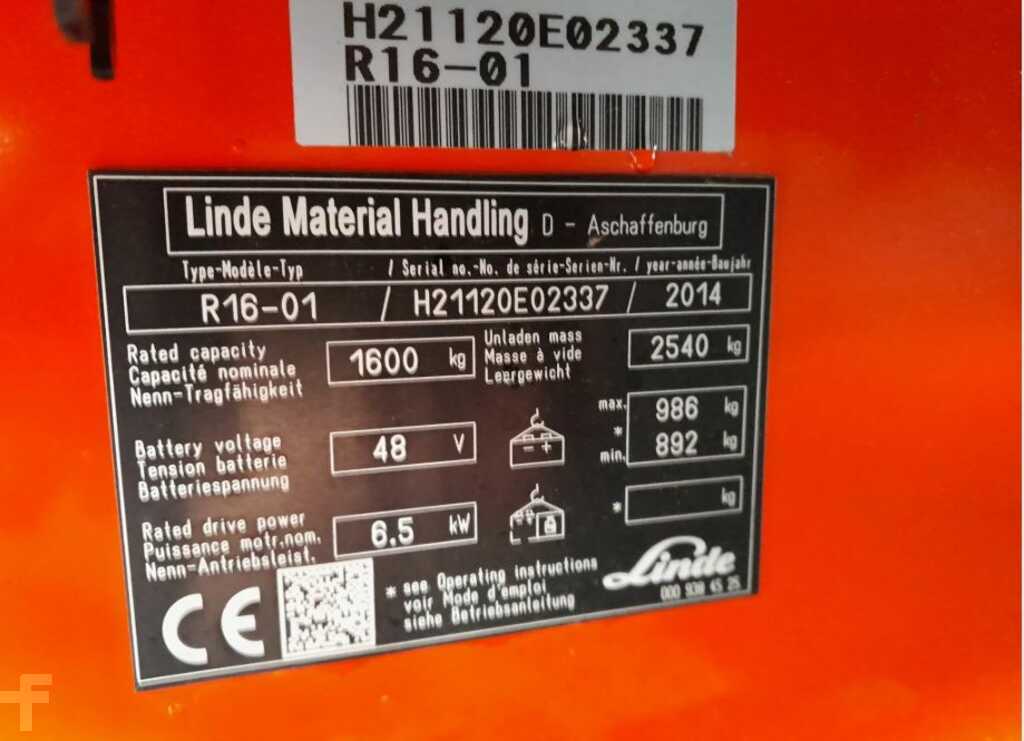 H21120E02337
R16-01
Linde Material Handling D - Aschaffenburg
Type-Modèle-Typ / Serial no.-No. de série-Serien-Nr. / year-année-Baujahr
R16-01 / H21120E02337 / 2014
Rated capacity
Capacité nominale
Nenn-Tragfähigkeit
1600 kg
Unladen mass
Masse à vide
Leergewicht
2540 kg
Battery voltage
Tension batterie
Batteriespannung
48 V
max. 986 kg
*
min. 892 kg
Rated drive power
Puissance motr.nom.
Nenn-Antriebsleist.
6.5 kW
* kg
CE
* see Operating instructions
voir Mode d'emploi
siehe Betriebsanleitung
Linde
000 938 45 25